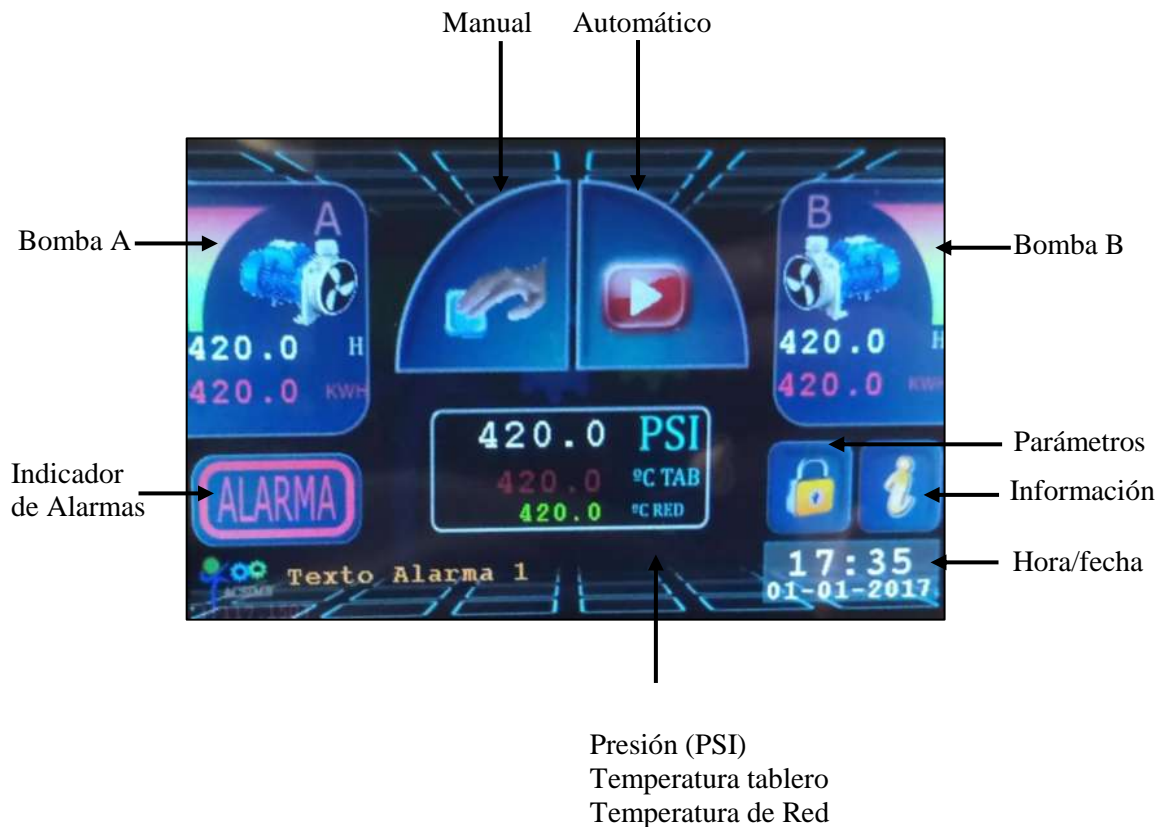 Manual Automático
A B
Bomba A Bomba B
420.0 H 420.0 H
420.0 KWH 420.0 KWH
420.0 PSI
420.0 ºC TAB
420.0 ºC RED
Parámetros
Indicador
de Alarmas
ALARMA
Información
Texto Alarma 1
17:35
01-01-2017
Hora/fecha
Presión (PSI)
Temperatura tablero
Temperatura de Red